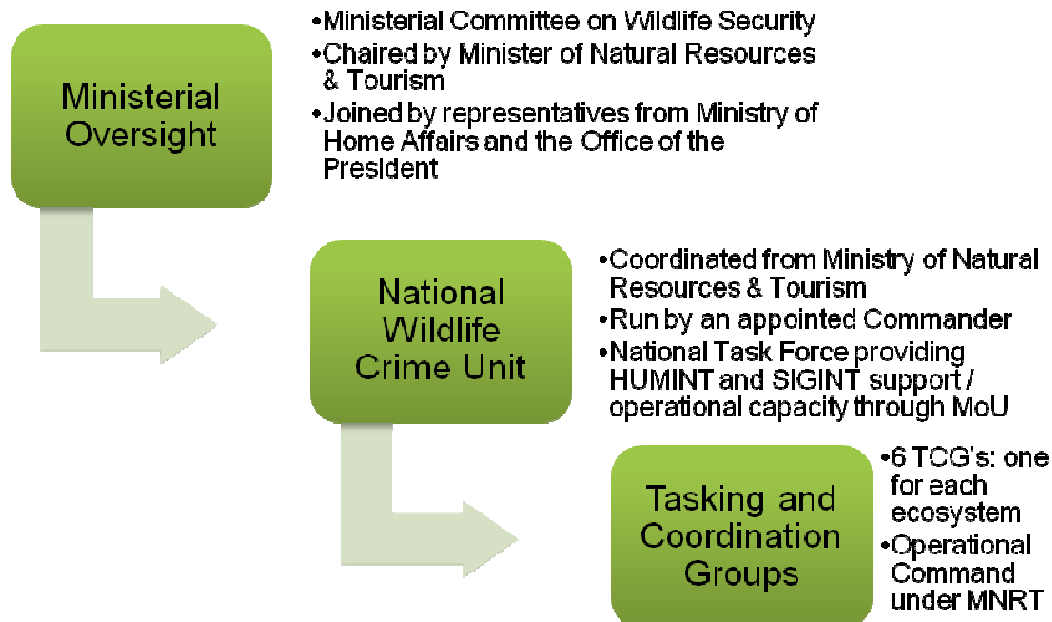 Ministerial
Oversight
•Ministerial Committee on Wildlife Security
•Chaired by Minister of Natural Resources
& Tourism
•Joined by representatives from Ministry of
Home Affairs and the Office of the
President
National
Wildlife
Crime Unit
•Coordinated from Ministry of Natural
Resources & Tourism
•Run by an appointed Commander
•National Task Force providing
HUMINT and SIGINT support /
operational capacity through MoU
Tasking and
Coordination
Groups
•6 TCG's: one
for each
ecosystem
•Operational
Command
under MNRT